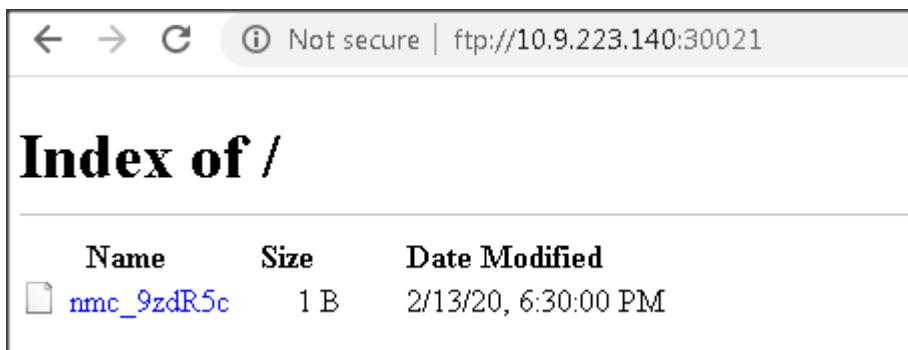 Not secure | ftp://10.9.223.140:30021
Index of /
Name Size Date Modified
nmc_9zdR5c 1 B 2/13/20, 6:30:00 PM